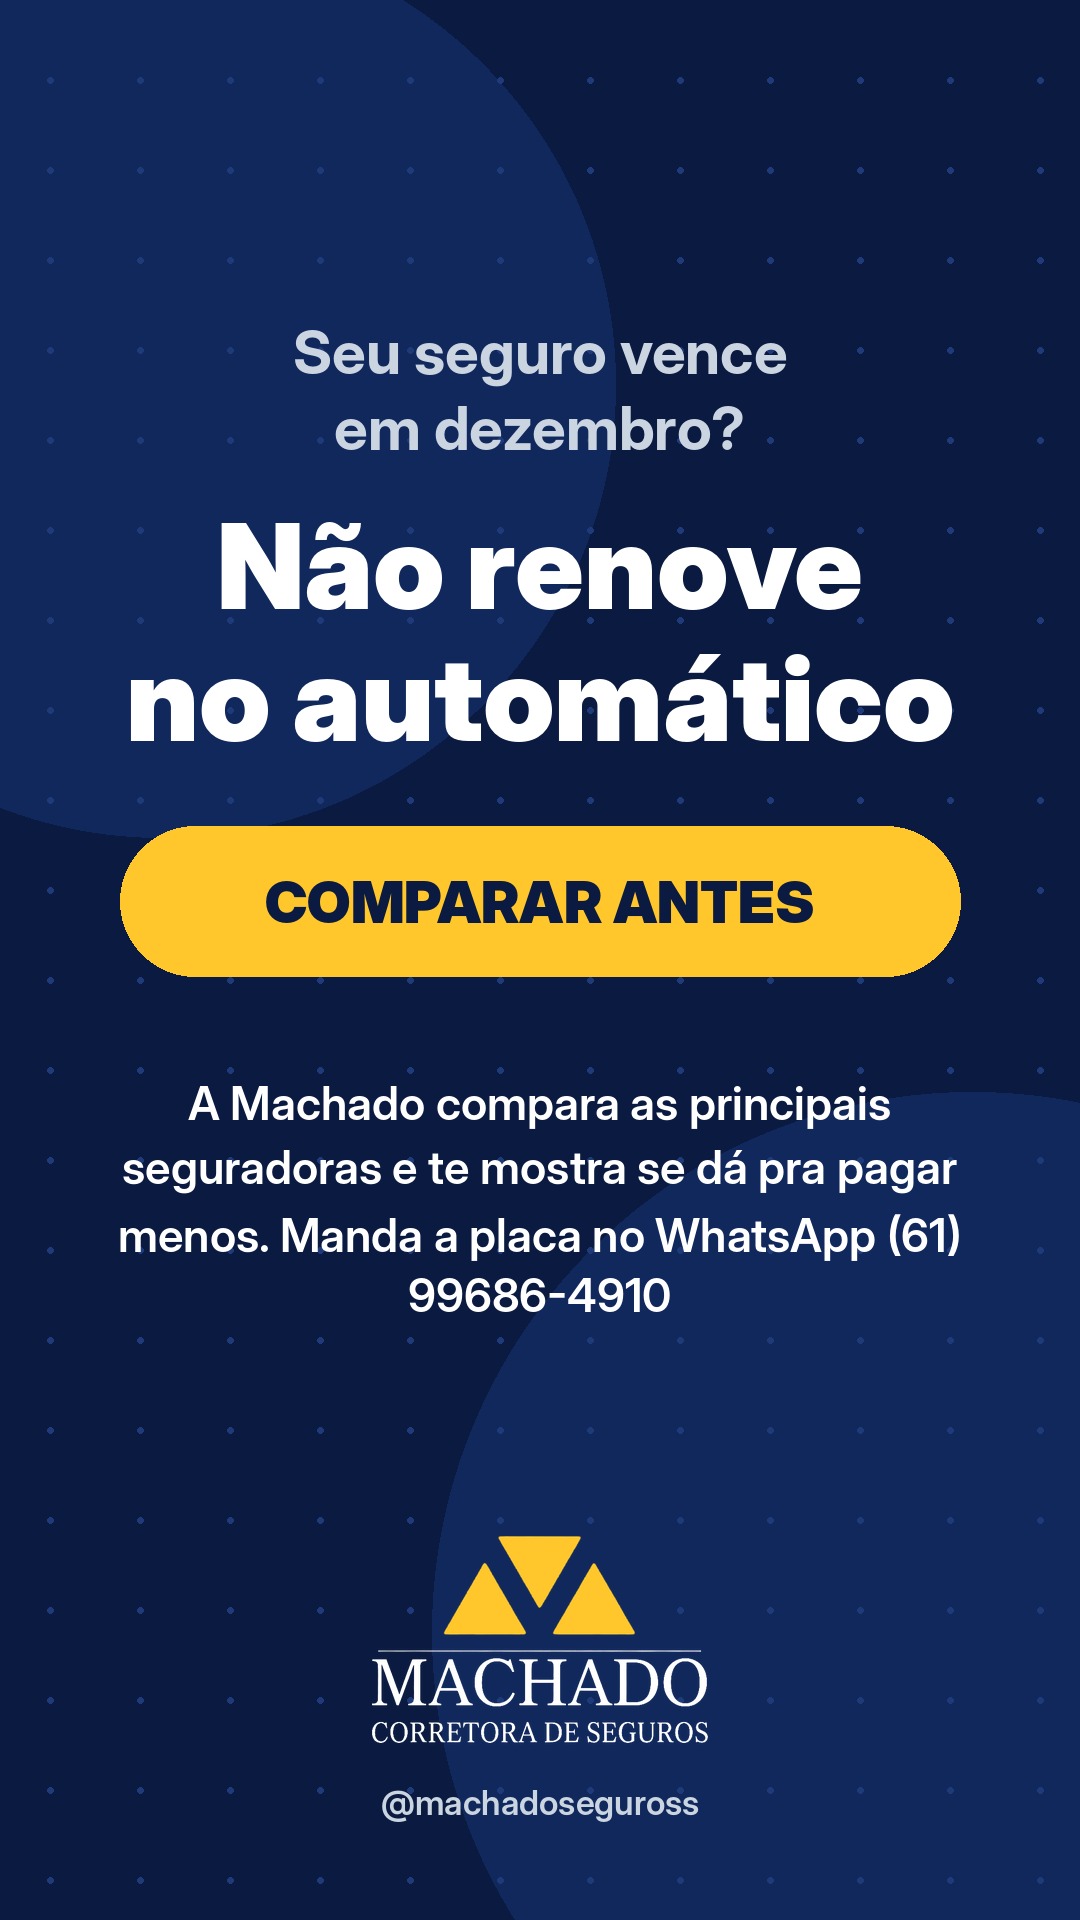 Seu seguro vence
em dezembro?
Não renove
no automático
COMPARAR ANTES
A Machado compara as principais
seguradoras e te mostra se dá pra pagar
menos. Manda a placa no WhatsApp (61)
99686-4910
MACHADO
CORRETORA DE SEGUROS
@machadoseguross